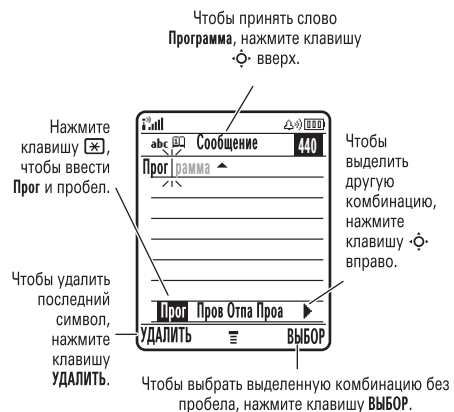 Чтобы принять слово
Программа, нажмите клавишу
вверх.
Нажмите
клавишу *,
чтобы ввести
Прог и пробел.
abc Сообщение 440
Прог рамма
Чтобы
выделить
другую
комбинацию,
нажмите
клавишу
вправо.
Чтобы удалить
последний
символ,
нажмите
клавишу
УДАЛИТЬ.
Прог Пров Отпа Проа
УДАЛИТЬ ВЫБОР
Чтобы выбрать выделенную комбинацию без
пробела, нажмите клавишу ВЫБОР.